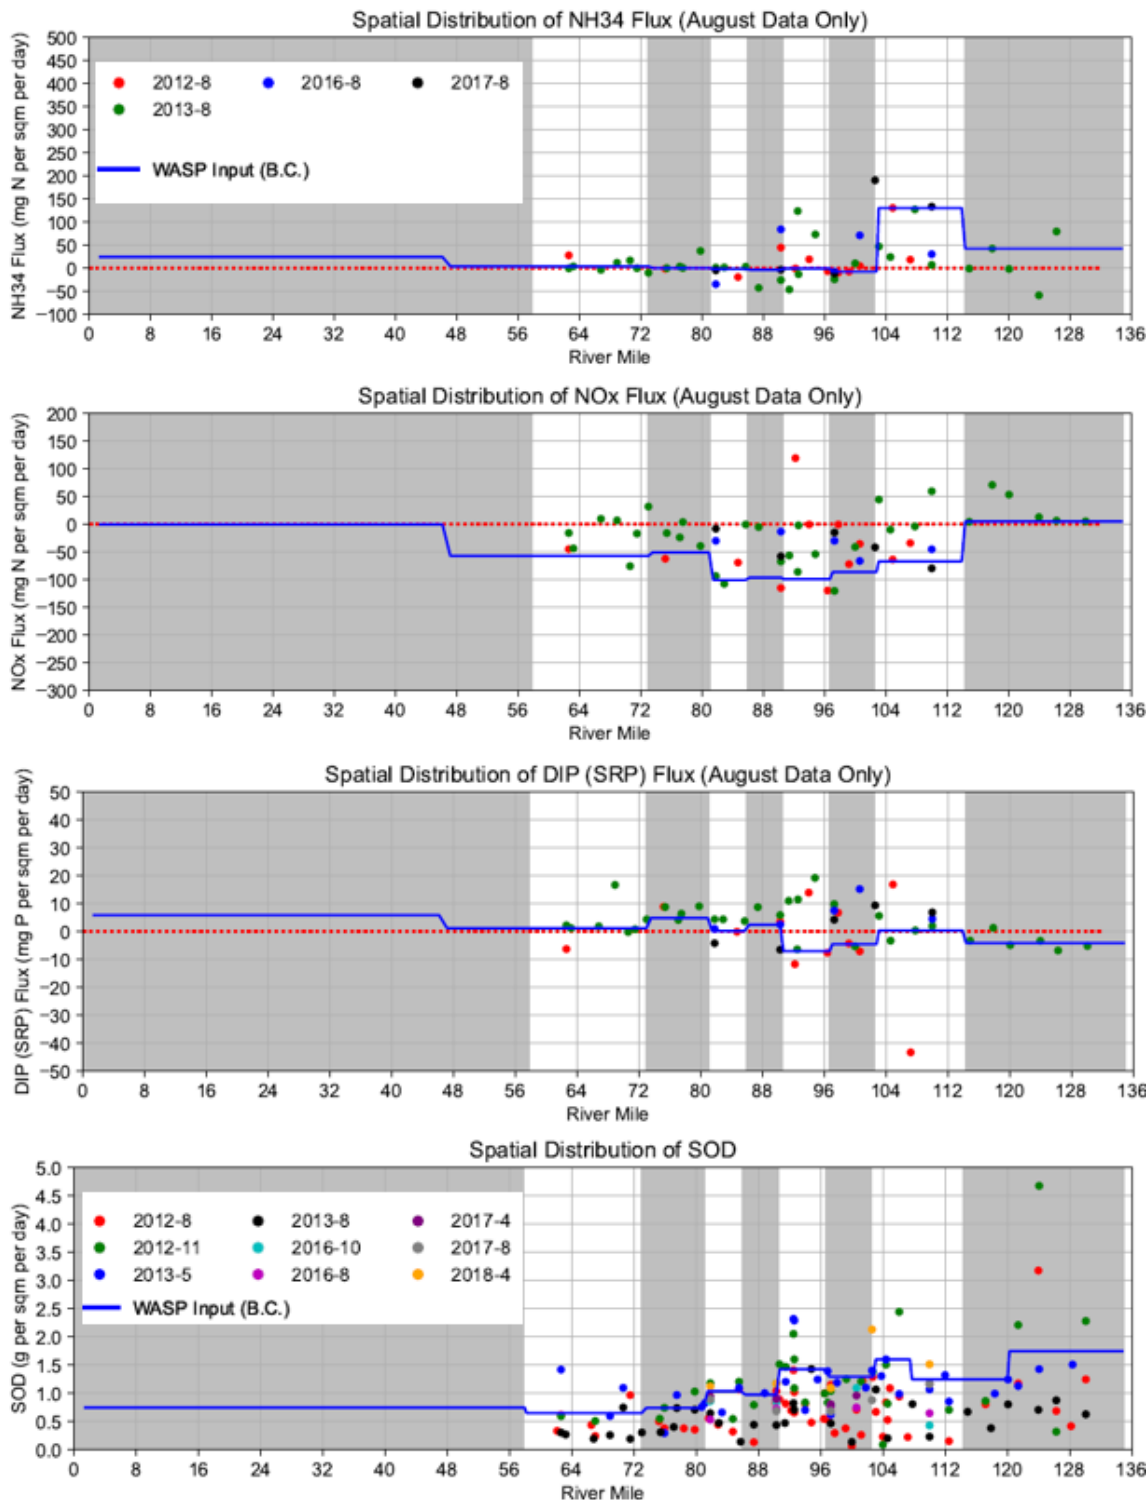 Spatial Distribution of NH34 Flux (August Data Only)
NH34 Flux (mg N per sqm per day)
500
450
400
350
300
250
200
150
100
50
0
−50
−100
2012-8 2016-8 2017-8
2013-8
WASP Input (B.C.)
0 8 16 24 32 40 48 56 64 72 80 88 96 104 112 120 128 136
River Mile
Spatial Distribution of NOx Flux (August Data Only)
NOx Flux (mg N per sqm per day)
200
150
100
50
0
−50
−100
−150
−200
−250
−300
0 8 16 24 32 40 48 56 64 72 80 88 96 104 112 120 128 136
River Mile
Spatial Distribution of DIP (SRP) Flux (August Data Only)
DIP (SRP) Flux (mg P per sqm per day)
50
40
30
20
10
0
−10
−20
−30
−40
−50
0 8 16 24 32 40 48 56 64 72 80 88 96 104 112 120 128 136
River Mile
Spatial Distribution of SOD
SOD (g per sqm per day)
5.0
4.5
4.0
3.5
3.0
2.5
2.0
1.5
1.0
0.5
0.0
2012-8 2013-8 2017-4
2012-11 2016-10 2017-8
2013-5 2016-8 2018-4
WASP Input (B.C.)
0 8 16 24 32 40 48 56 64 72 80 88 96 104 112 120 128 136
River Mile